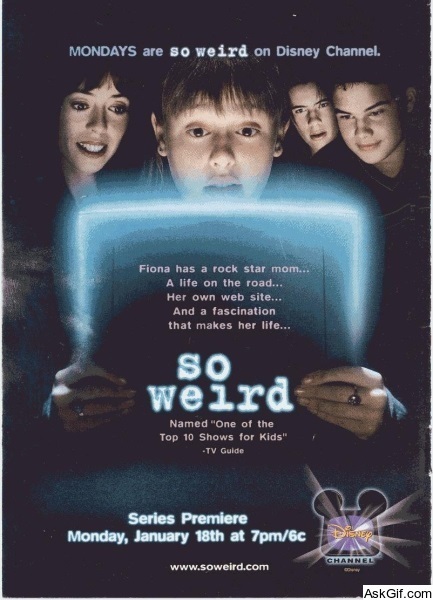 MONDAYS are so weird on Disney Channel.
Fiona has a rock star mom...
A life on the road...
Her own web site...
And a fascination
that makes her life...
so
weird
Named "One of the
Top 10 Shows for Kids"
-TV Guide
Series Premiere
Monday, January 18th at 7pm/6c
www.soweird.com
Disney
CHANNEL
©Disney
AskGif.com